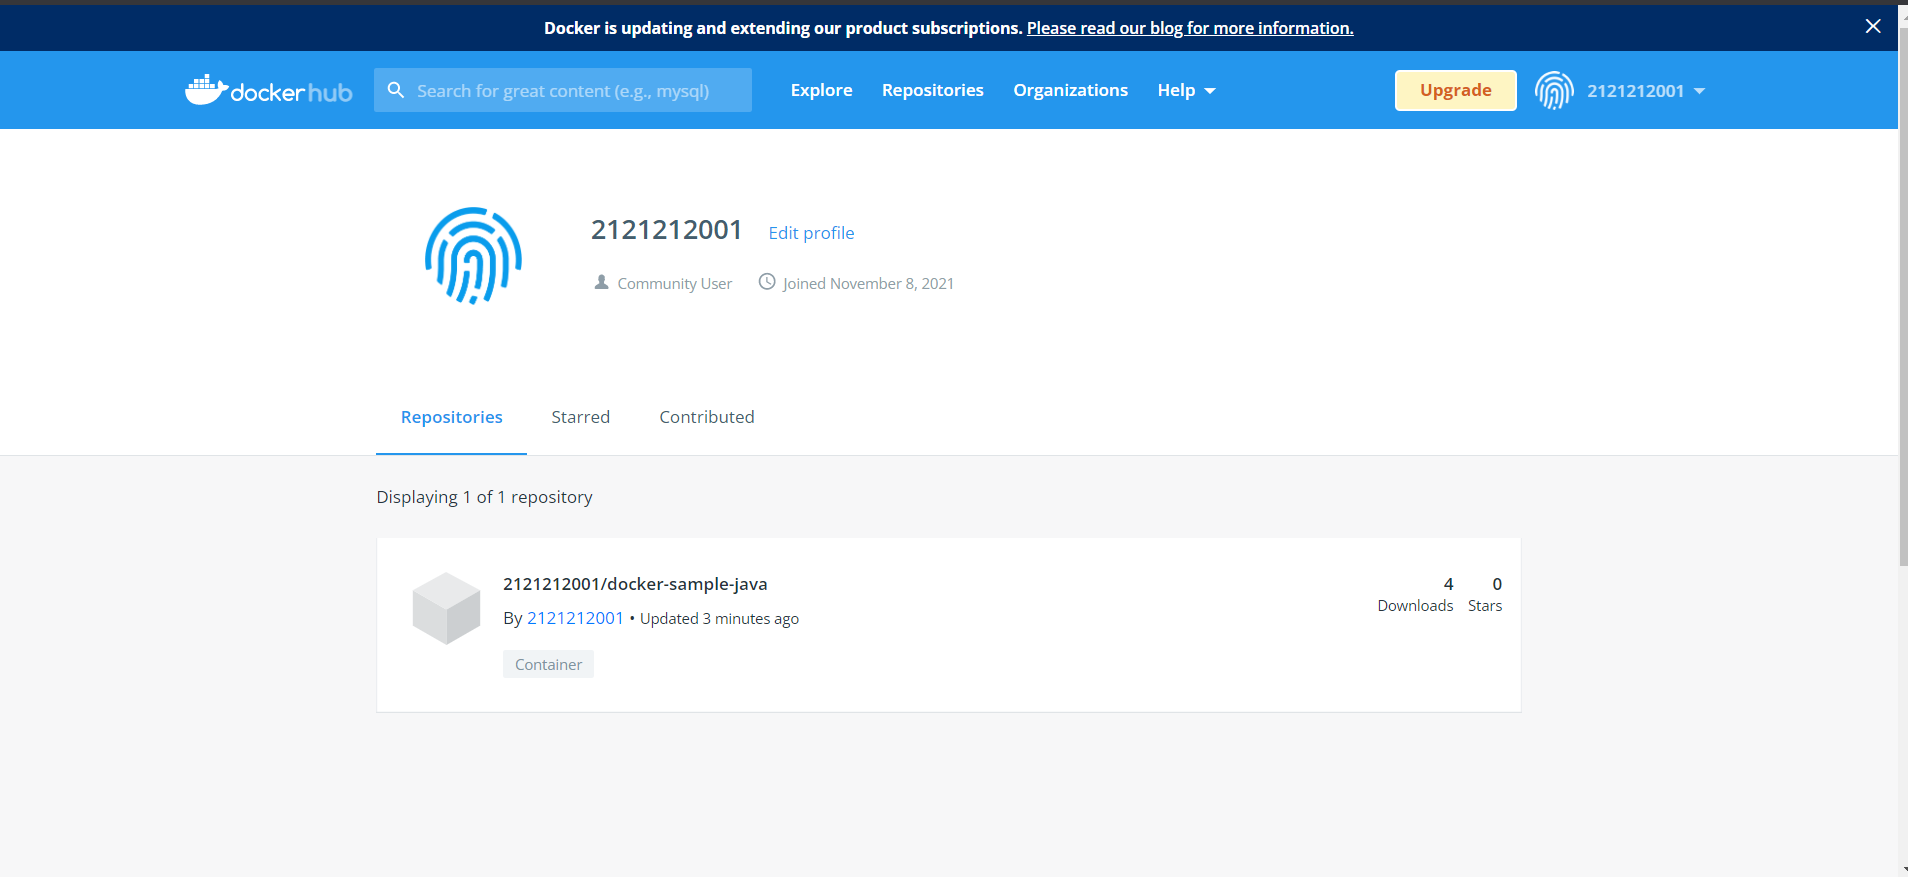 Docker is updating and extending our product subscriptions. Please read our blog for more information.
docker hub
Search for great content (e.g., mysql)
Explore
Repositories
Organizations
Help
Upgrade
2121212001
2121212001
Edit profile
Community User
Joined November 8, 2021
Repositories
Starred
Contributed
Displaying 1 of 1 repository
2121212001/docker-sample-java
By 2121212001 • Updated 3 minutes ago
Container
4
Downloads
0
Stars